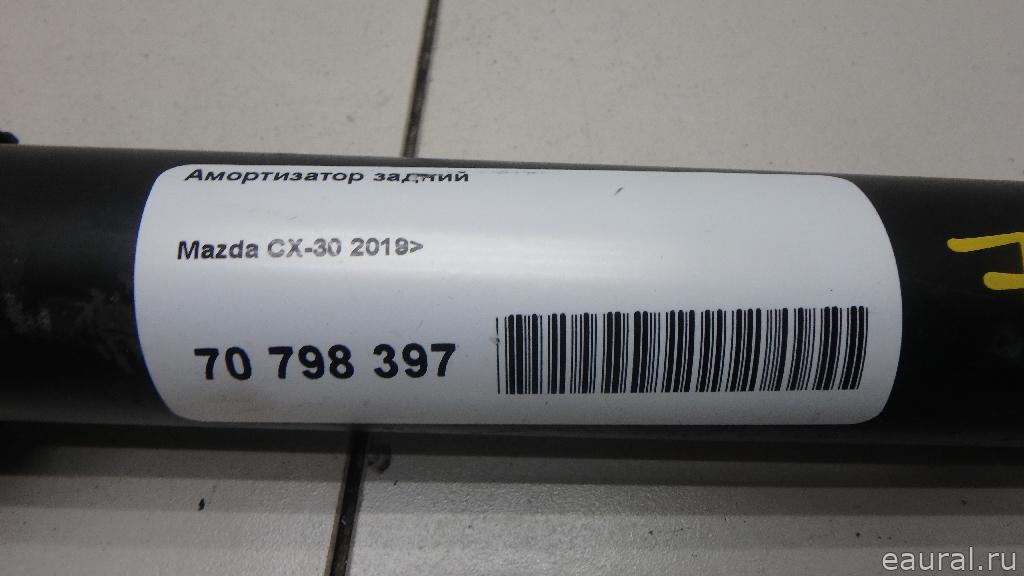 Амортизатор задний
Mazda CX-30 2019>
70 798 397
eaural.ru